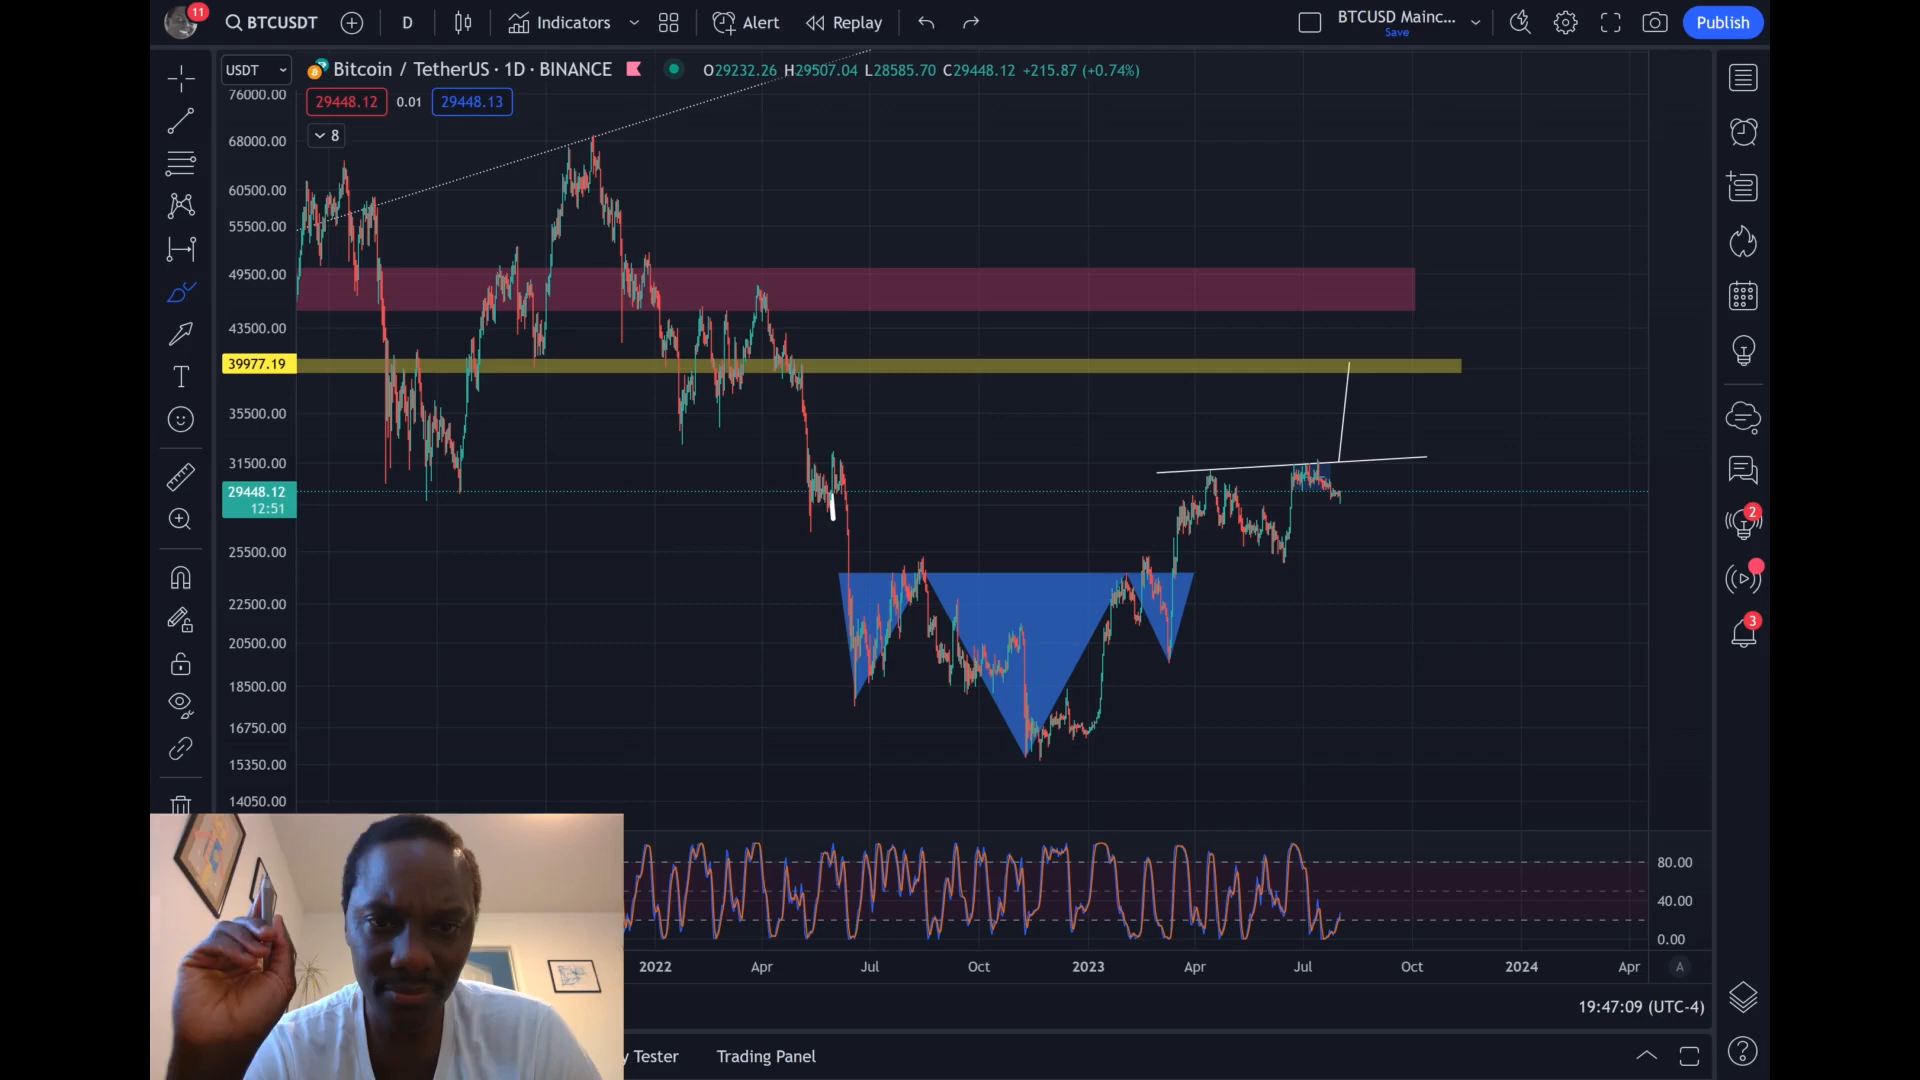 11
BTCUSDT
D
Indicators
Alert
Replay
BTCUSD Mainc...
Save
Publish
USDT
Bitcoin / TetherUS · 1D · BINANCE
O29232.26 H29507.04 L28585.70 C29448.12 +215.87 (+0.74%)
29448.12
0.01
29448.13
8
76000.00
68000.00
60500.00
55500.00
49500.00
43500.00
39977.19
35500.00
31500.00
29448.12
12:51
25500.00
22500.00
20500.00
18500.00
16750.00
15350.00
14050.00
T
2
3
80.00
40.00
0.00
2022
Apr
Jul
Oct
2023
Apr
Jul
Oct
2024
Apr
A
19:47:09 (UTC-4)
y Tester
Trading Panel